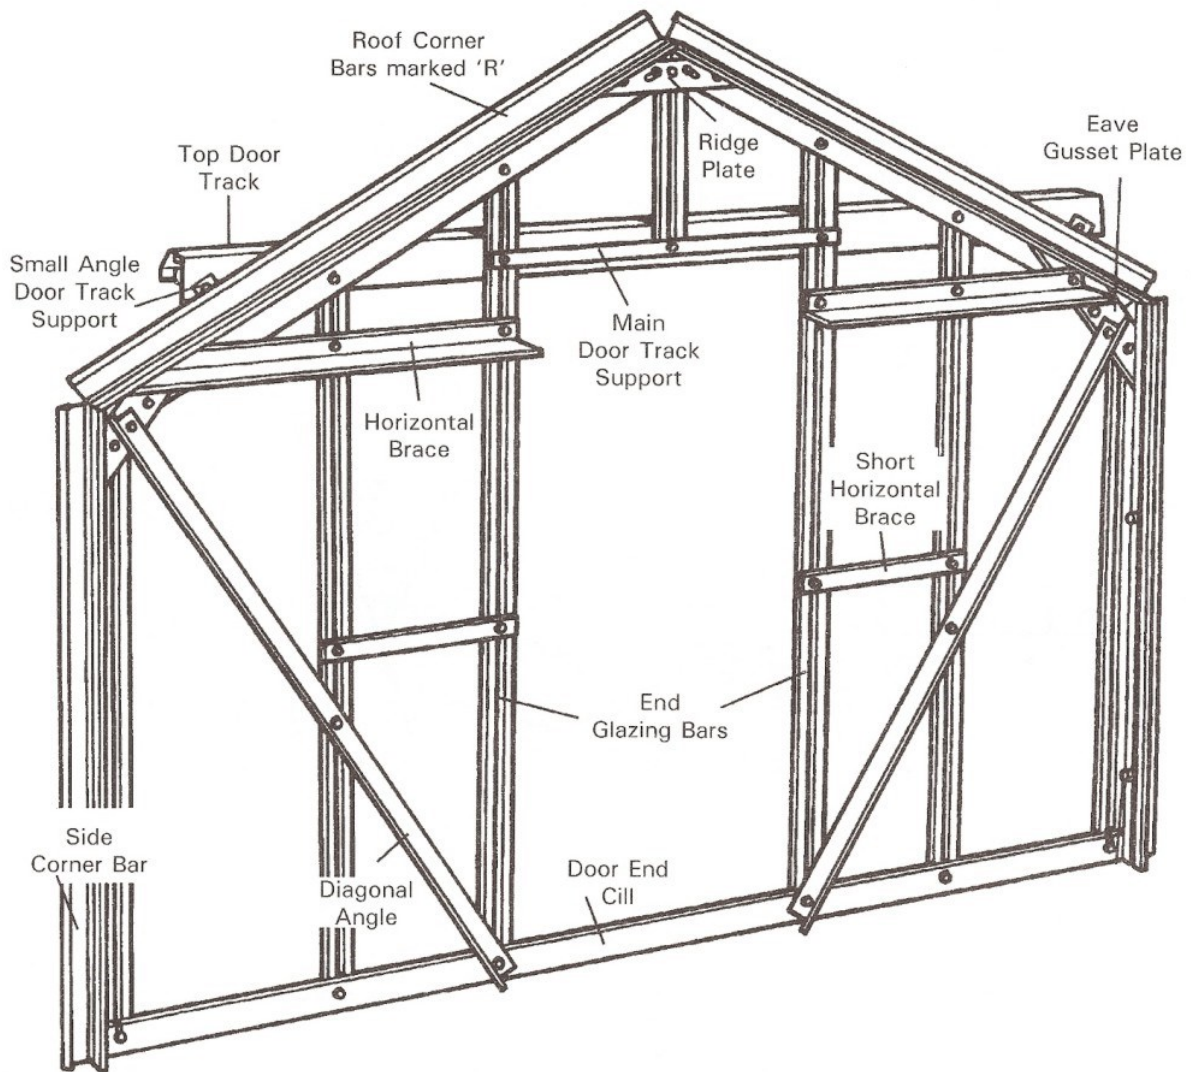 Roof Corner
Bars marked ‘R’
Ridge
Plate
Eave
Gusset Plate
Top Door
Track
Small Angle
Door Track
Support
Main
Door Track
Support
Horizontal
Brace
Short
Horizontal
Brace
End
Glazing Bars
Side
Corner Bar
Diagonal
Angle
Door End
Cill